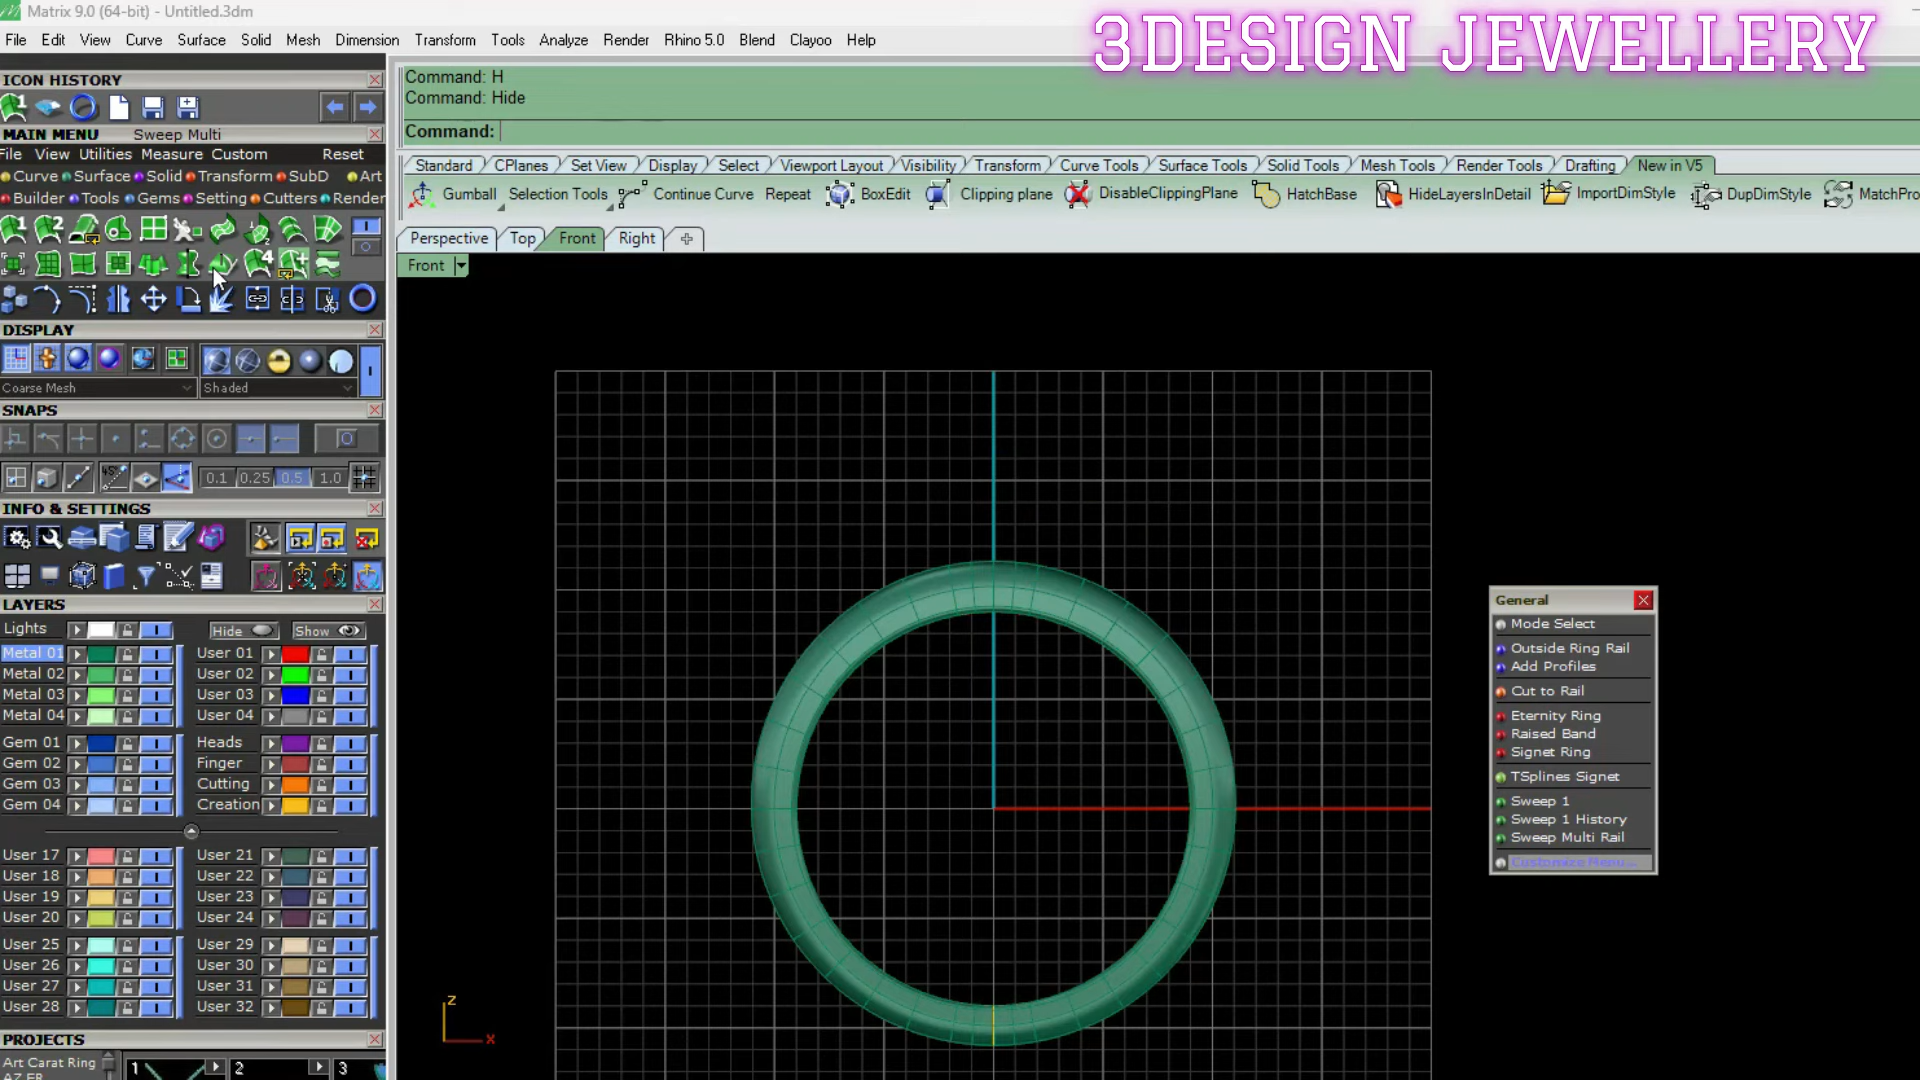 Matrix 9.0 (64-bit) - Untitled.3dm
3DESIGN JEWELLERY
File Edit View Curve Surface Solid Mesh Dimension Transform Tools Analyze Render Rhino 5.0 Blend Clayoo Help
ICON HISTORY
Command: H
Command: Hide
Command:
MAIN MENU Sweep Multi
File View Utilities Measure Custom Reset
Curve Surface Solid Transform SubD Art
Builder Tools Gems Setting Cutters Render
Standard CPlanes Set View Display Select Viewport Layout Visibility Transform Curve Tools Surface Tools Solid Tools Mesh Tools Render Tools Drafting New in V5
Gumball Selection Tools Continue Curve Repeat BoxEdit Clipping plane DisableClippingPlane HatchBase HideLayersInDetail ImportDimStyle DupDimStyle MatchPro
Perspective Top Front Right
Front
DISPLAY
Coarse Mesh Shaded
SNAPS
0.1 0.25 0.5 1.0
INFO & SETTINGS
LAYERS
Lights Hide Show
Metal 01 User 01
Metal 02 User 02
Metal 03 User 03
Metal 04 User 04
Gem 01 Heads
Gem 02 Finger
Gem 03 Cutting
Gem 04 Creation
User 17 User 21
User 18 User 22
User 19 User 23
User 20 User 24
User 25 User 29
User 26 User 30
User 27 User 31
User 28 User 32
PROJECTS
Art Carat Ring 1 2 3
z
x
General
Mode Select
Outside Ring Rail
Add Profiles
Cut to Rail
Eternity Ring
Raised Band
Signet Ring
TSplines Signet
Sweep 1
Sweep 1 History
Sweep Multi Rail
Customize Menu...